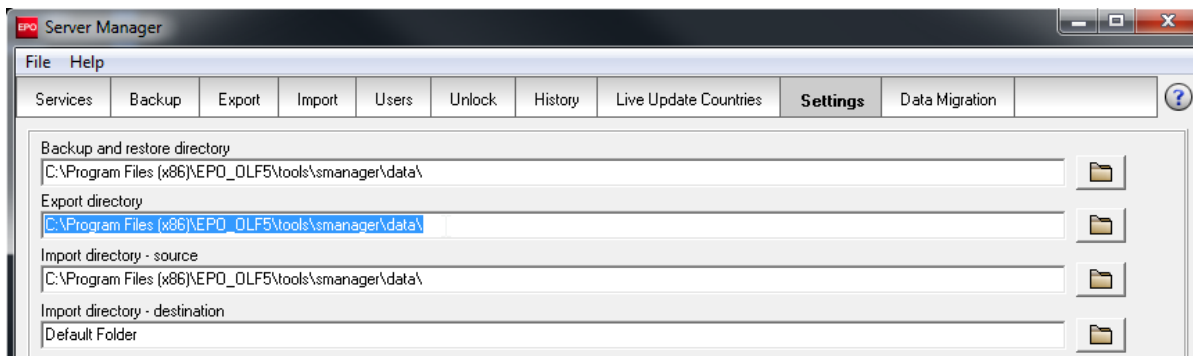 EPO Server Manager
File Help
Services Backup Export Import Users Unlock History Live Update Countries Settings Data Migration ?
Backup and restore directory
C:\Program Files (x86)\EPO_OLF5\tools\smanager\data\
Export directory
C:\Program Files (x86)\EPO_OLF5\tools\smanager\data\
Import directory - source
C:\Program Files (x86)\EPO_OLF5\tools\smanager\data\
Import directory - destination
Default Folder